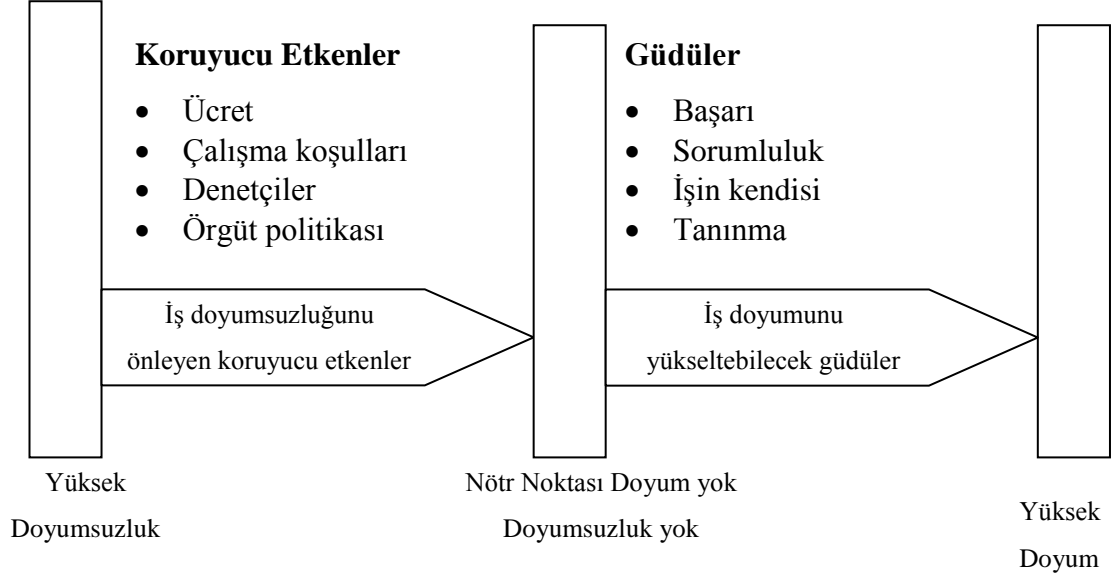 Koruyucu Etkenler
• Ücret
• Çalışma koşulları
• Denetçiler
• Örgüt politikası
Güdüler
• Başarı
• Sorumluluk
• İşin kendisi
• Tanınma
İş doyumsuzluğunu
önleyen koruyucu etkenler
İş doyumunu
yükseltebilecek güdüler
Yüksek
Doyumsuzluk
Nötr Noktası Doyum yok
Doyumsuzluk yok
Yüksek
Doyum